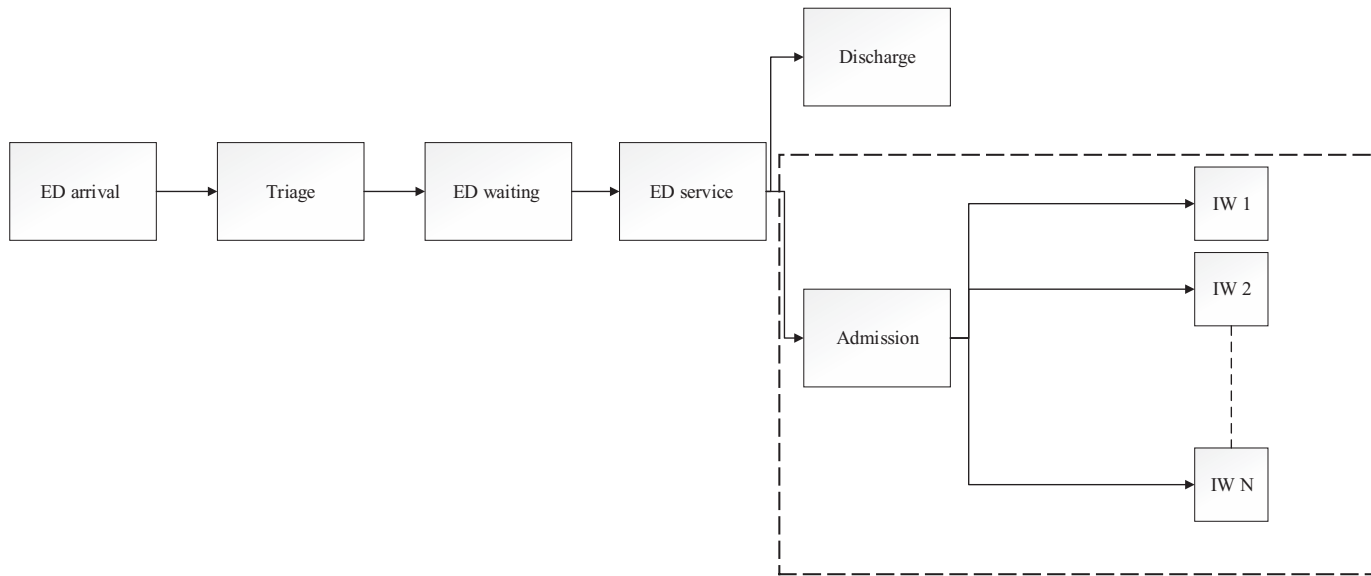 Discharge
ED arrival
Triage
ED waiting
ED service
IW 1
IW 2
Admission
IW N